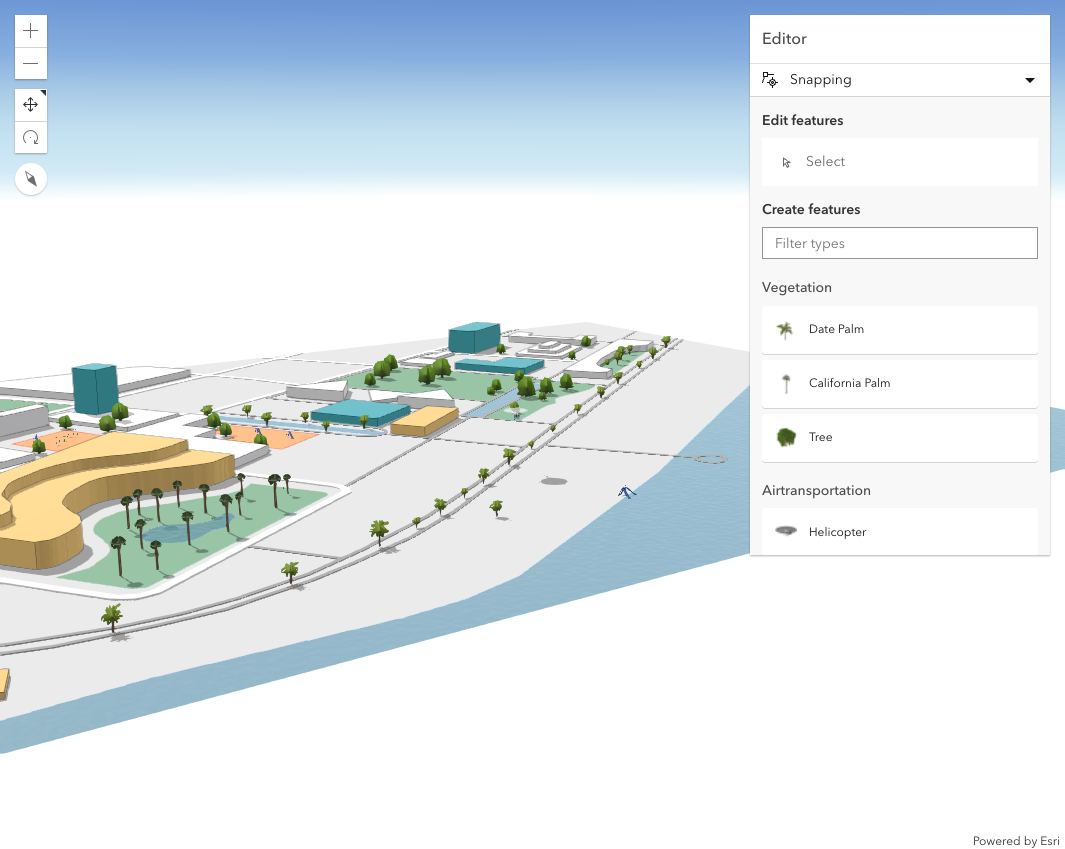 Editor
Snapping
Edit features
Select
Create features
Filter types
Vegetation
Date Palm
California Palm
Tree
Airtransportation
Helicopter
Powered by Esri